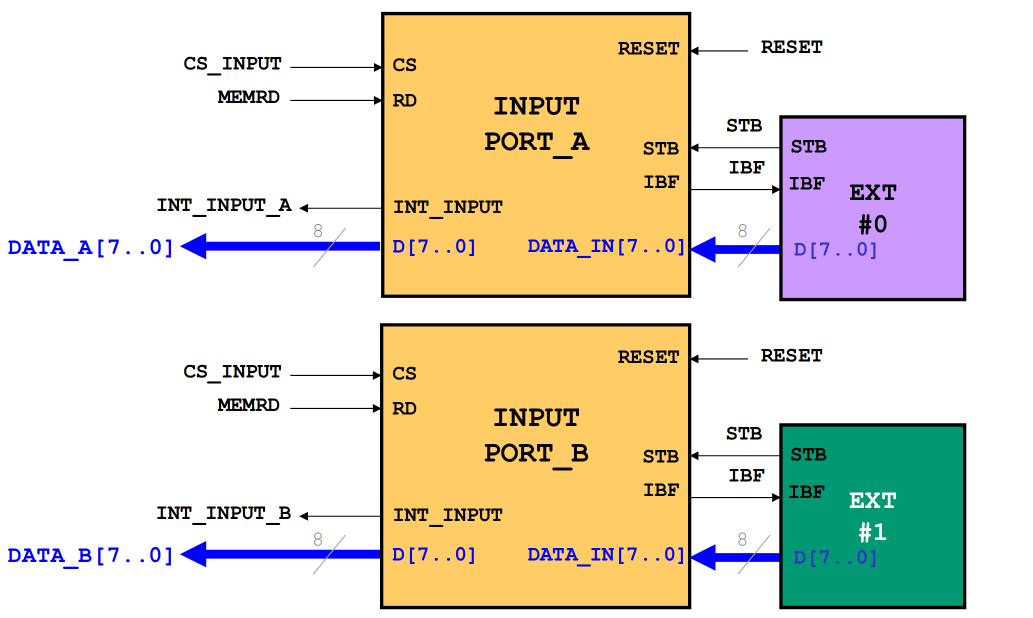 RESET RESET
CS_INPUT CS
MEMRD RD
INPUT
PORT_A
STB
STB STB
IBF
IBF IBF
EXT
#0
INT_INPUT_A INT_INPUT
8 8
DATA_A[7..0] D[7..0] DATA_IN[7..0] D[7..0]
RESET RESET
CS_INPUT CS
MEMRD RD
INPUT
PORT_B
STB
STB STB
IBF
IBF IBF
EXT
#1
INT_INPUT_B INT_INPUT
8 8
DATA_B[7..0] D[7..0] DATA_IN[7..0] D[7..0]